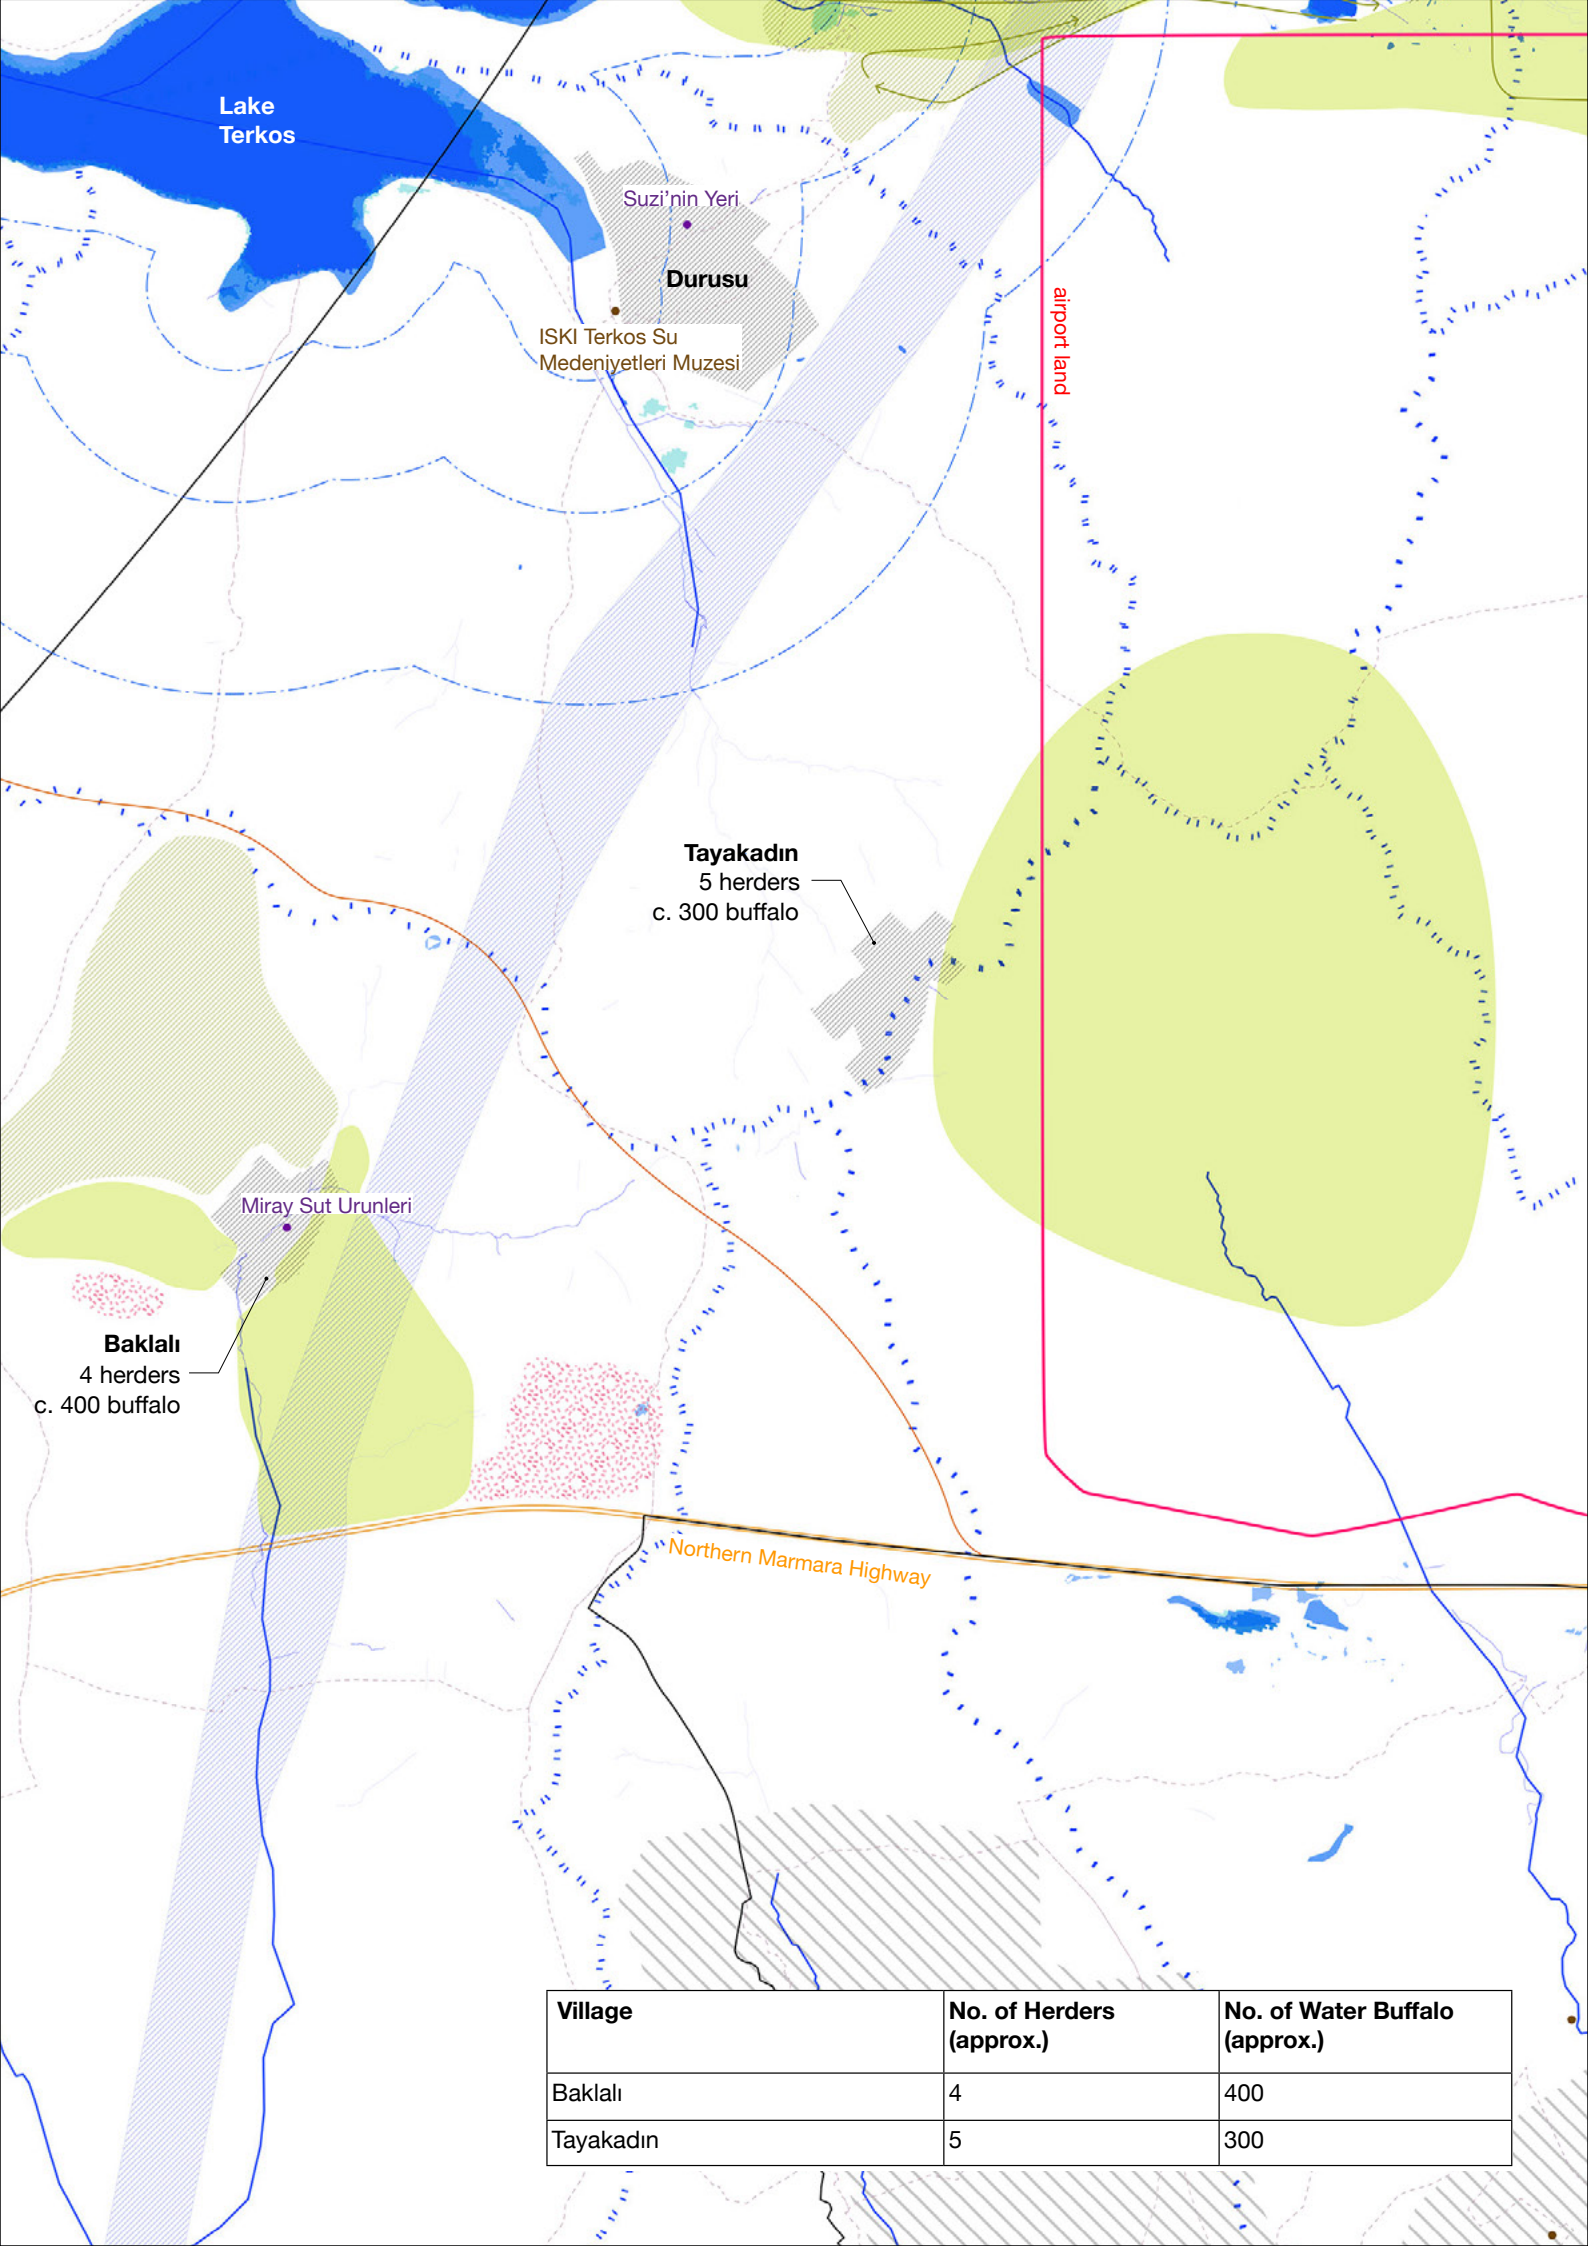 Lake
Terkos
Suzi'nin Yeri
Durusu
airport land
ISKI Terkos Su
Medeniyetleri Muzesi
Tayakadın
5 herders
c. 300 buffalo
Miray Sut Urunleri
Baklalı
4 herders
c. 400 buffalo
Northern Marmara Highway
Village No. of Herders (approx.) No. of Water Buffalo (approx.)
Baklalı 4 400
Tayakadın 5 300